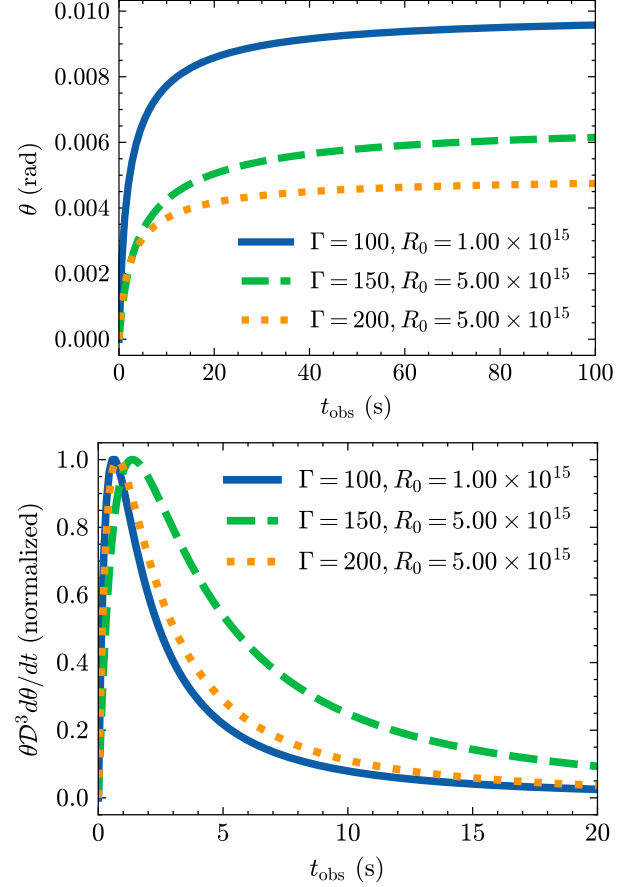 0.010
0.008
0.006
0.004
0.002
0.000
θ (rad)
Γ = 100, R₀ = 1.00 × 10¹⁵
Γ = 150, R₀ = 5.00 × 10¹⁵
Γ = 200, R₀ = 5.00 × 10¹⁵
0 20 40 60 80 100
t_obs (s)
1.0
0.8
0.6
0.4
0.2
0.0
θD³dθ/dt (normalized)
Γ = 100, R₀ = 1.00 × 10¹⁵
Γ = 150, R₀ = 5.00 × 10¹⁵
Γ = 200, R₀ = 5.00 × 10¹⁵
0 5 10 15 20
t_obs (s)